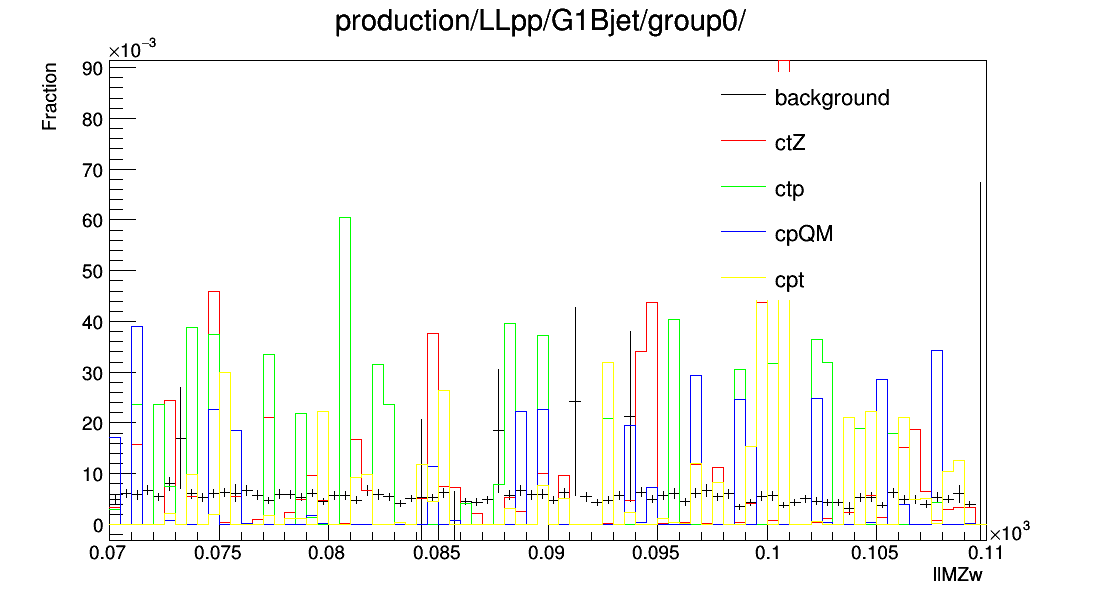 production/LLpp/G1Bjet/group0/
×10⁻³
Fraction
90
80
70
60
50
40
30
20
10
0
background
ctZ
ctp
cpQM
cpt
0.07 0.075 0.08 0.085 0.09 0.095 0.1 0.105 0.11
×10³
llMZw